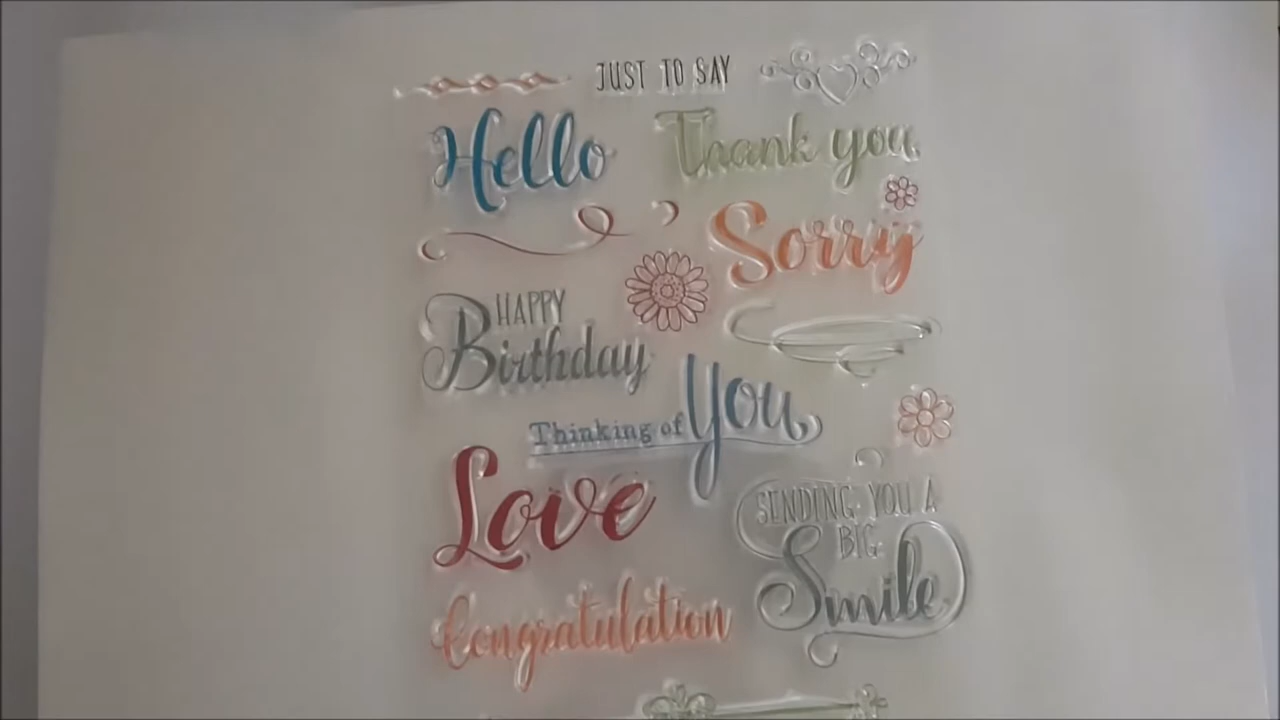 JUST TO SAY
Hello
Thank you
Sorry
HAPPY
Birthday
Thinking of You
Love
SENDING YOU A
BIG
Smile
Congratulation